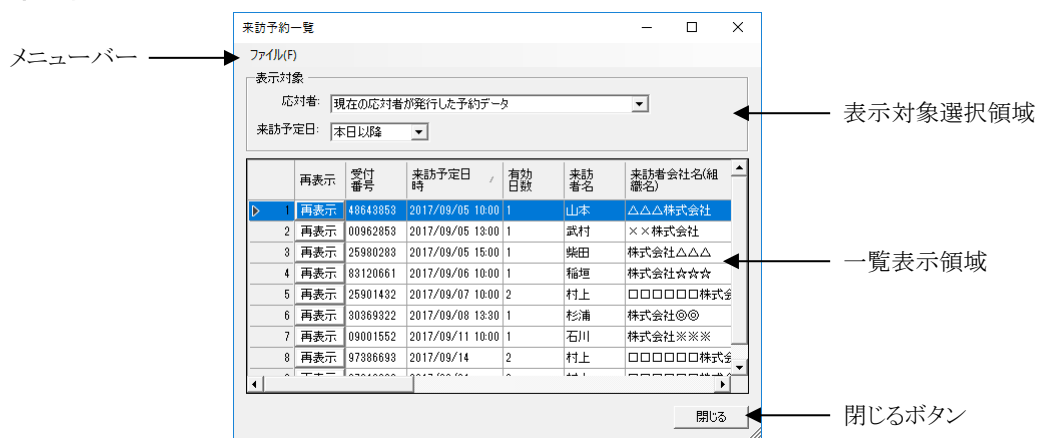 来訪予約一覧
メニューバー
ファイル(F)
表示対象
応対者: 現在の応対者が発行した予約データ
表示対象選択領域
来訪予定日: 本日以降
再表示 受付番号 来訪予定日時 有効日数 来訪者名 来訪者会社名(組織名)
1 再表示 48643853 2017/09/05 10:00 1 山本 △△△株式会社
2 再表示 00962853 2017/09/05 13:00 1 武村 ××株式会社
3 再表示 25980283 2017/09/05 15:00 1 柴田 株式会社△△△
一覧表示領域
4 再表示 83120661 2017/09/06 10:00 1 稲垣 株式会社☆☆☆
5 再表示 25901432 2017/09/07 10:00 2 村上 □□□□□□株式会
6 再表示 30369322 2017/09/08 13:30 1 杉浦 株式会社◎◎
7 再表示 09001552 2017/09/11 10:00 1 石川 株式会社※※※
8 再表示 97386693 2017/09/14 2 村上 □□□□□□株式会
閉じる
閉じるボタン